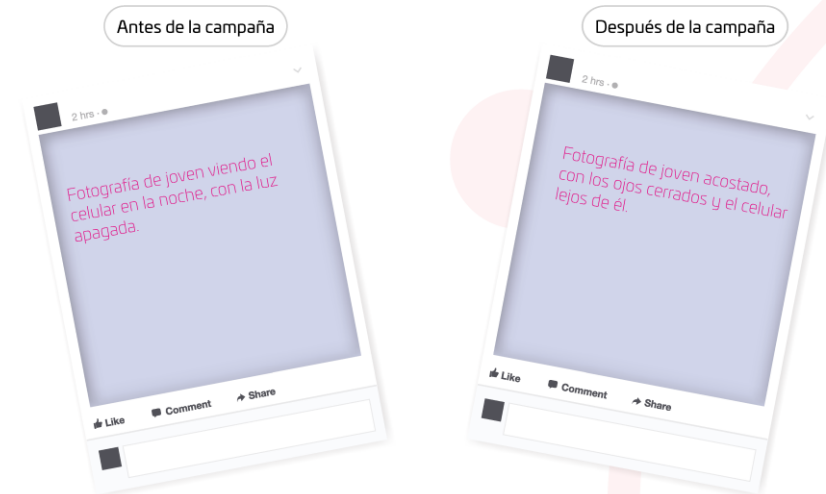 Antes de la campaña
2 hrs
Fotografía de joven viendo el
celular en la noche, con la luz
apagada.
Like Comment Share
Después de la campaña
2 hrs
Fotografía de joven acostado,
con los ojos cerrados y el celular
lejos de él.
Like Comment Share